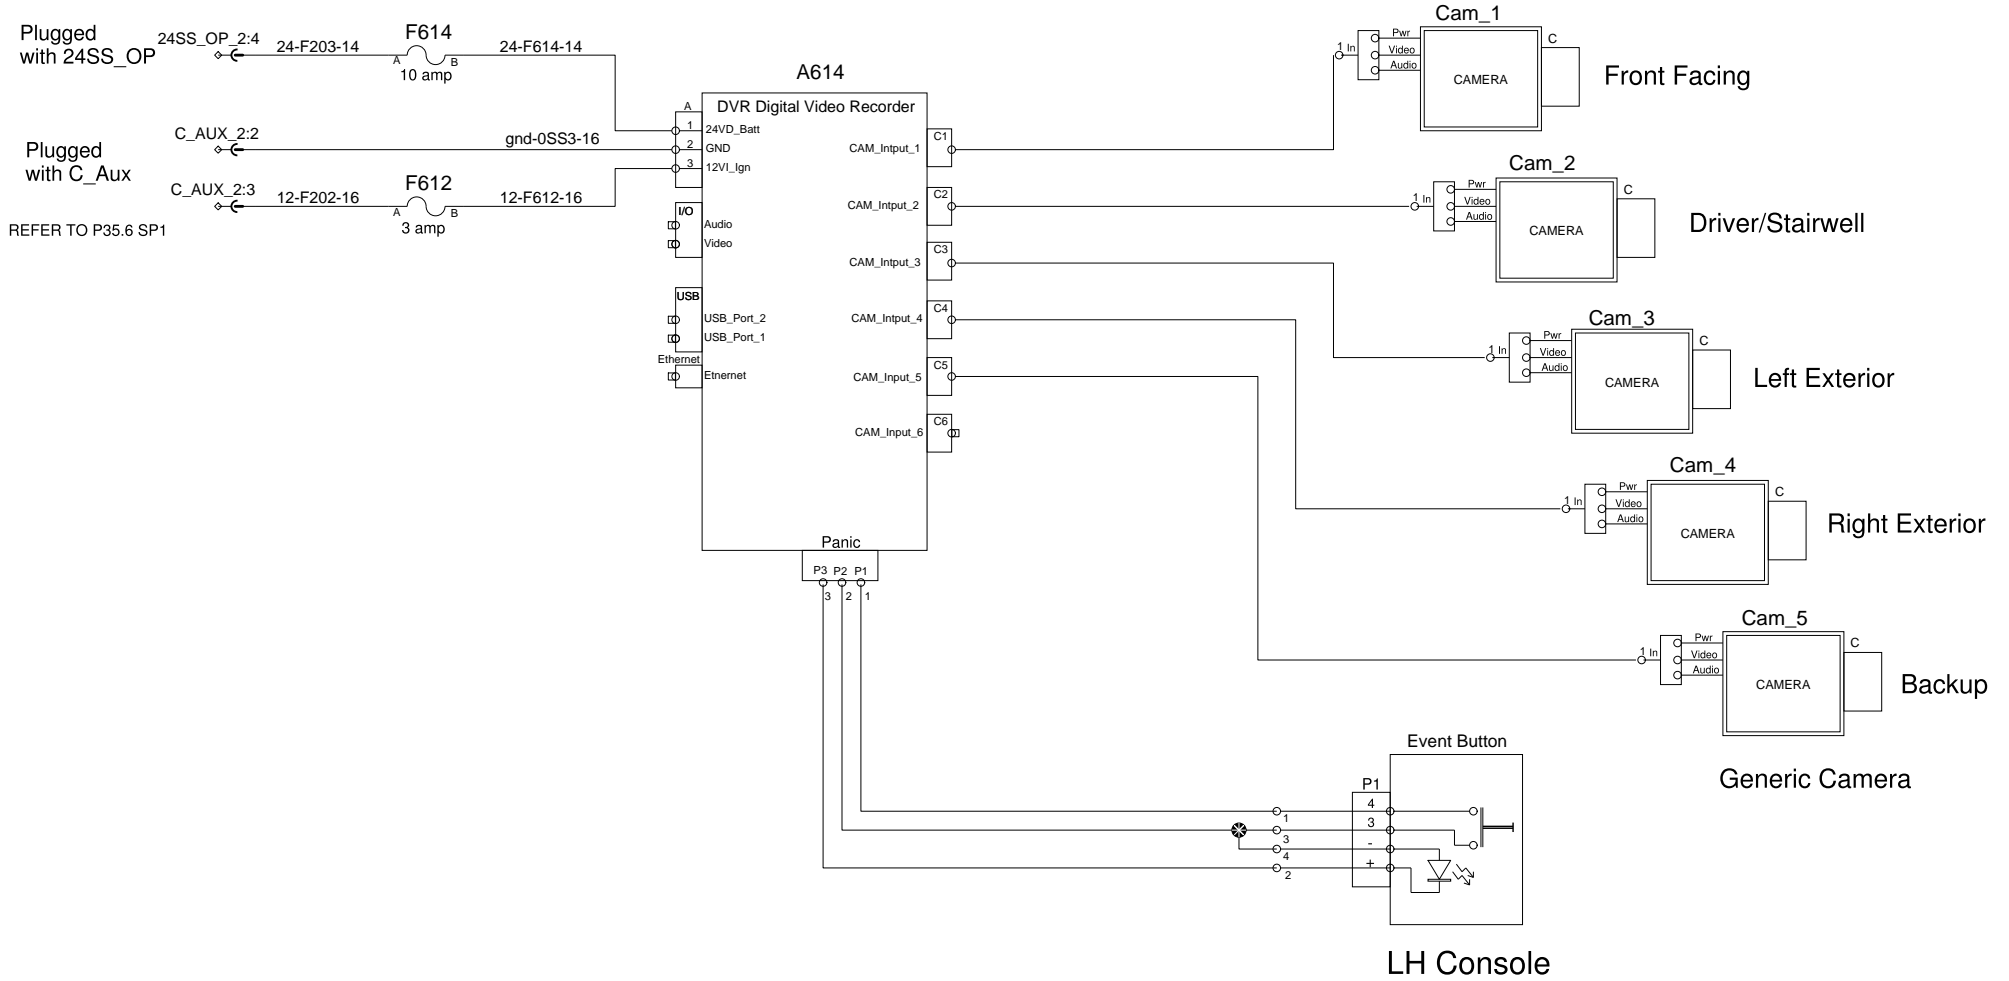 Plugged
with 24SS_OP
24SS_OP_2:4
24-F203-14
F614
A
B
10 amp
24-F614-14
C_AUX_2:2
gnd-0SS3-16
Plugged
with C_Aux
C_AUX_2:3
12-F202-16
F612
A
B
3 amp
12-F612-16
REFER TO P35.6 SP1
A614
DVR Digital Video Recorder
A
1
24VD_Batt
2
GND
3
12VI_Ign
I/O
Audio
Video
USB
USB_Port_2
USB_Port_1
Ethernet
Etnernet
CAM_Intput_1
C1
CAM_Intput_2
C2
CAM_Intput_3
C3
CAM_Intput_4
C4
CAM_Input_5
C5
CAM_Input_6
C6
Panic
P3 P2 P1
3
2
1
Cam_1
1 In
Pwr
Video
Audio
CAMERA
C
Front Facing
Cam_2
1 In
Pwr
Video
Audio
CAMERA
C
Driver/Stairwell
Cam_3
1 In
Pwr
Video
Audio
CAMERA
C
Left Exterior
Cam_4
1 In
Pwr
Video
Audio
CAMERA
C
Right Exterior
Cam_5
1 In
Pwr
Video
Audio
CAMERA
C
Backup
Generic Camera
Event Button
P1
4
3
-
+
1
3
4
2
LH Console